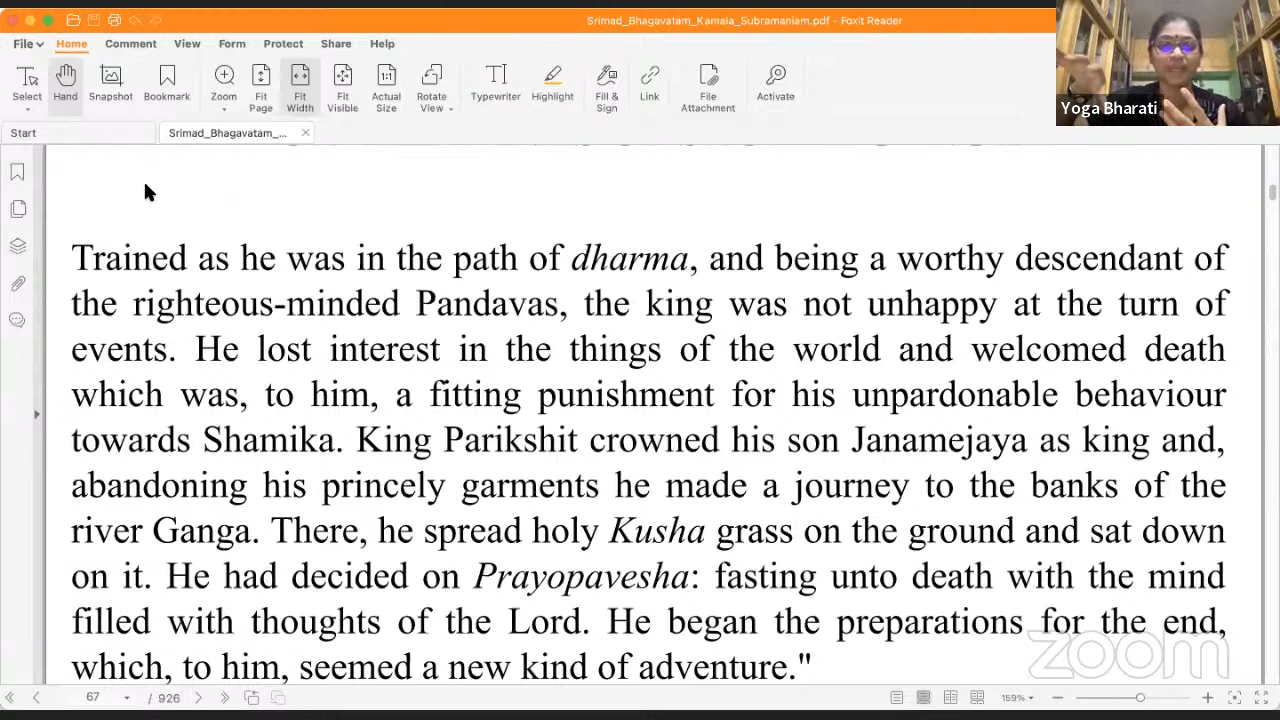 Srimad_Bhagavatam_Kamala_Subramaniam.pdf - Foxit Reader
File Home Comment View Form Protect Share Help
Select Hand Snapshot Bookmark Zoom Fit Page Fit Width Fit Visible Actual Size Rotate View Typewriter Highlight Fill & Sign Link File Attachment Activate
Yoga Bharati
Start Srimad_Bhagavatam_...
Trained as he was in the path of dharma, and being a worthy descendant of
the righteous-minded Pandavas, the king was not unhappy at the turn of
events. He lost interest in the things of the world and welcomed death
which was, to him, a fitting punishment for his unpardonable behaviour
towards Shamika. King Parikshit crowned his son Janamejaya as king and,
abandoning his princely garments he made a journey to the banks of the
river Ganga. There, he spread holy Kusha grass on the ground and sat down
on it. He had decided on Prayopavesha: fasting unto death with the mind
filled with thoughts of the Lord. He began the preparations for the end,
which, to him, seemed a new kind of adventure."
zoom
67 / 926 159%